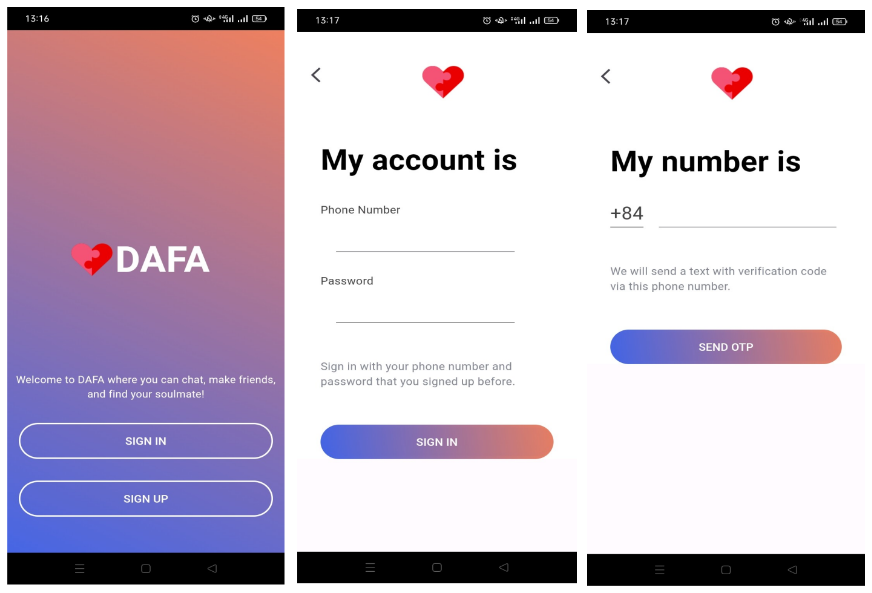 13:16
54
DAFA
Welcome to DAFA where you can chat, make friends,
and find your soulmate!
SIGN IN
SIGN UP
13:17
54
My account is
Phone Number
Password
Sign in with your phone number and
password that you signed up before.
SIGN IN
13:17
54
My number is
+84
We will send a text with verification code
via this phone number.
SEND OTP